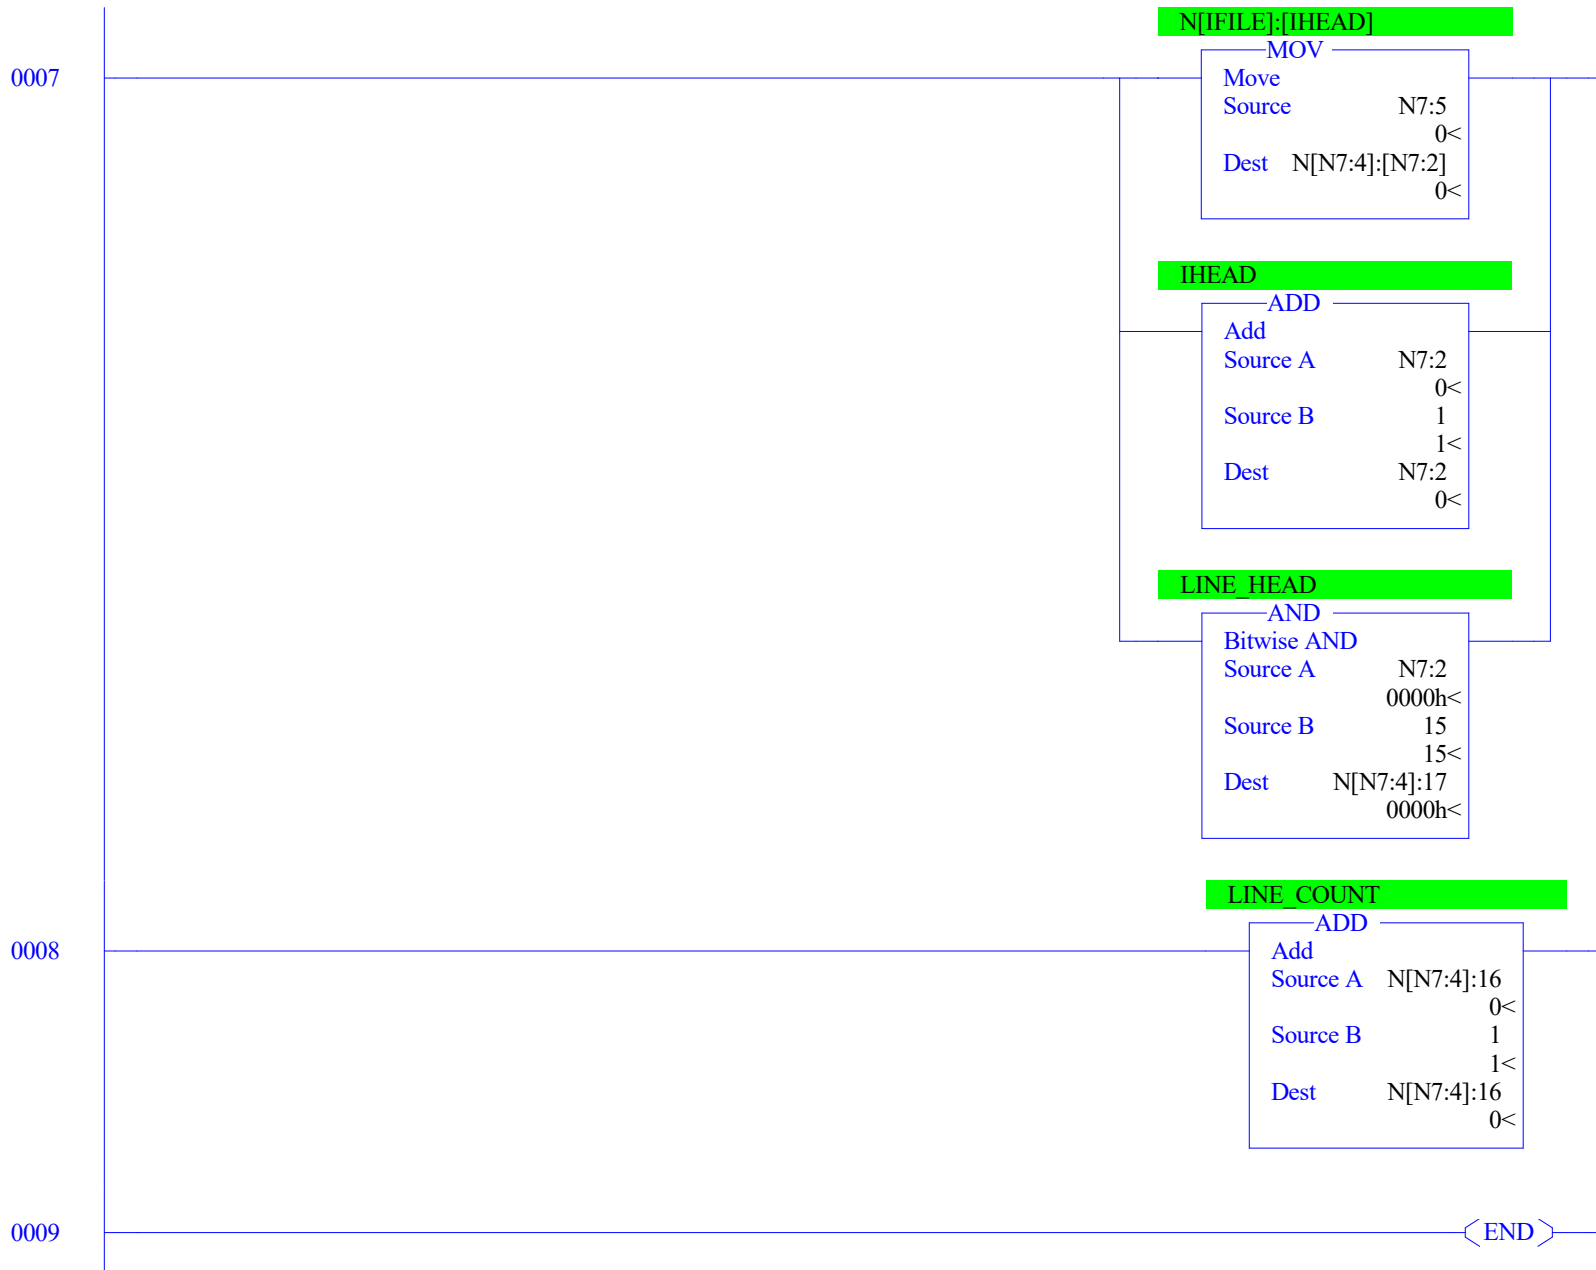 N[IFILE]:[IHEAD]
MOV
0007
Move
Source N7:5
0<
Dest N[N7:4]:[N7:2]
0<
IHEAD
ADD
Add
Source A N7:2
0<
Source B 1
1<
Dest N7:2
0<
LINE_HEAD
AND
Bitwise AND
Source A N7:2
0000h<
Source B 15
15<
Dest N[N7:4]:17
0000h<
LINE_COUNT
ADD
0008
Add
Source A N[N7:4]:16
0<
Source B 1
1<
Dest N[N7:4]:16
0<
0009 END